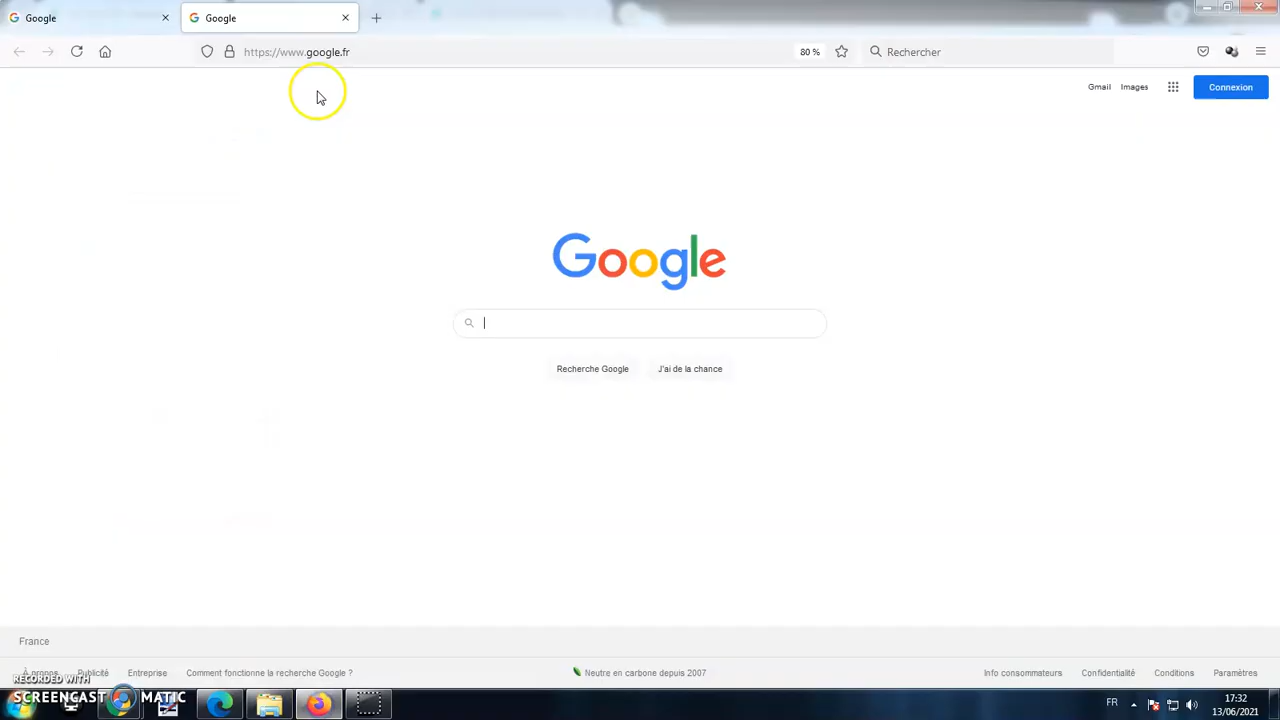 Google
Google
https://www.google.fr
80 %
Rechercher
Gmail
Images
Connexion
Google
Recherche Google
J'ai de la chance
France
À propos
Publicité
Entreprise
Comment fonctionne la recherche Google ?
Neutre en carbone depuis 2007
Info consommateurs
Confidentialité
Conditions
Paramètres
RECORDED WITH
SCREENCAST MATIC
FR
17:32
13/06/2021